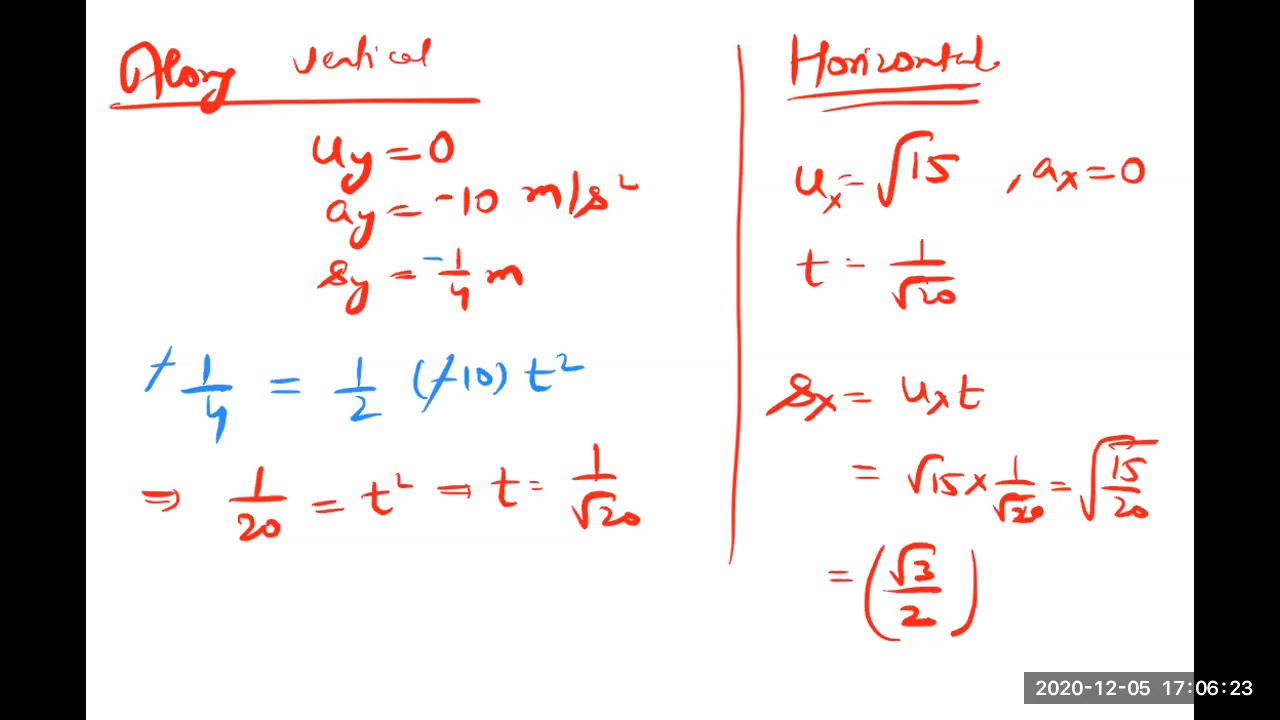 Along vertical
uy = 0
ay = -10 m/s²
sy = -1/4 m
-1/4 = 1/2 (-10) t²
⇒ 1/20 = t² ⇒ t = 1/√20
Horizontal
ux = √15 , ax = 0
t = 1/√20
sx = ux t
= √15 × 1/√20 = √15/20
= (√3/2)
2020-12-05 17:06:23